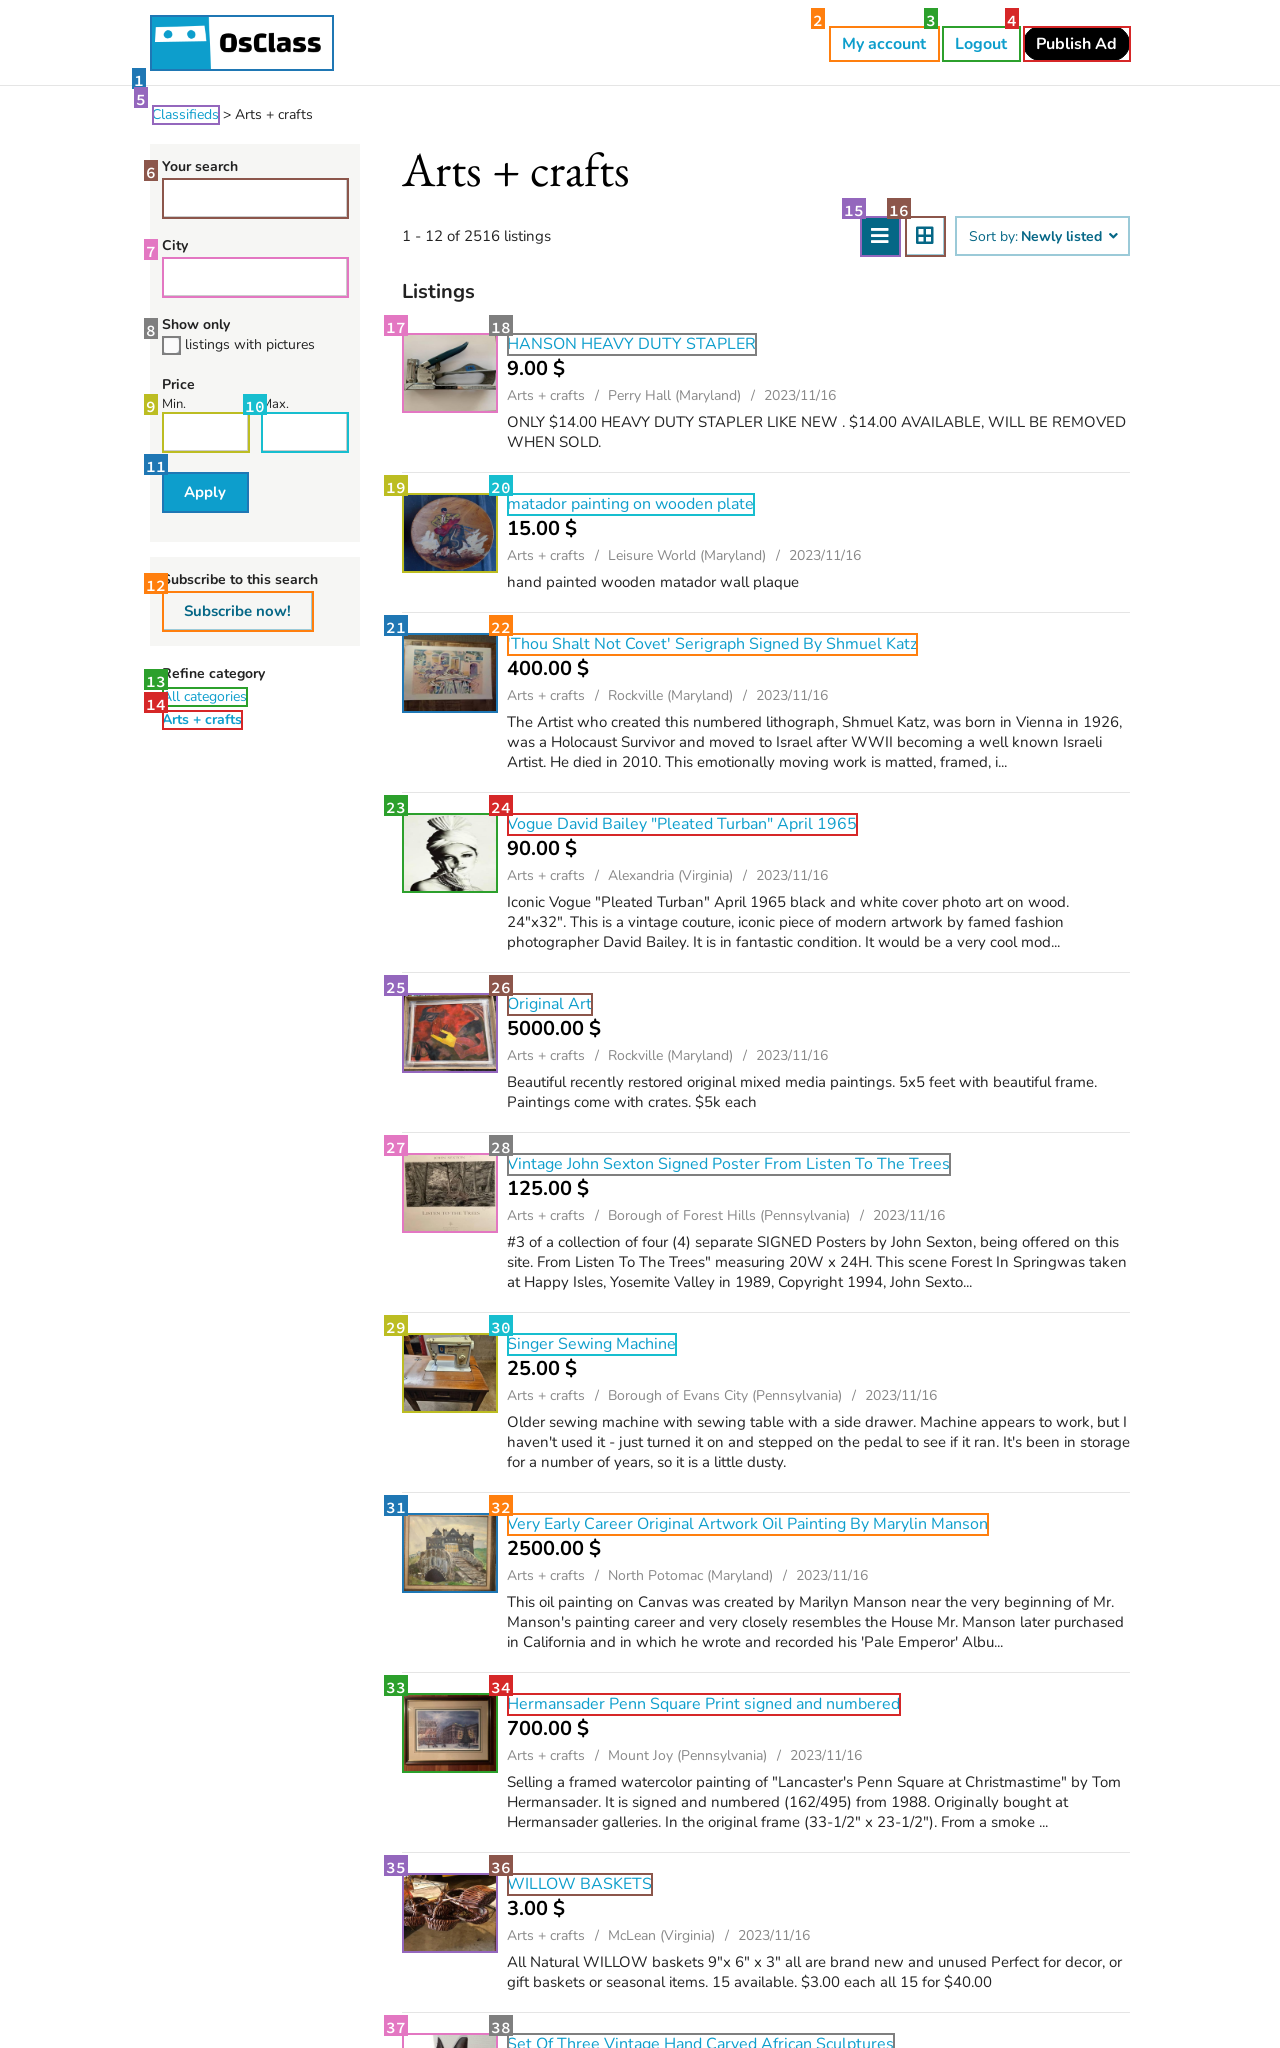 OsClass
2
My account
3
Logout
4
Publish Ad
1
5
Classifieds > Arts + crafts
6
Your search
7
City
8
Show only
listings with pictures
Price
9
Min.
10
Max.
11
Apply
12
Subscribe to this search
Subscribe now!
Refine category
13
All categories
14
Arts + crafts
Arts + crafts
1 - 12 of 2516 listings
15
16
Sort by: Newly listed
Listings
17
18
HANSON HEAVY DUTY STAPLER
9.00 $
Arts + crafts / Perry Hall (Maryland) / 2023/11/16
ONLY $14.00 HEAVY DUTY STAPLER LIKE NEW . $14.00 AVAILABLE, WILL BE REMOVED
WHEN SOLD.
19
20
matador painting on wooden plate
15.00 $
Arts + crafts / Leisure World (Maryland) / 2023/11/16
hand painted wooden matador wall plaque
21
22
Thou Shalt Not Covet' Serigraph Signed By Shmuel Katz
400.00 $
Arts + crafts / Rockville (Maryland) / 2023/11/16
The Artist who created this numbered lithograph, Shmuel Katz, was born in Vienna in 1926,
was a Holocaust Survivor and moved to Israel after WWII becoming a well known Israeli
Artist. He died in 2010. This emotionally moving work is matted, framed, i...
23
24
Vogue David Bailey "Pleated Turban" April 1965
90.00 $
Arts + crafts / Alexandria (Virginia) / 2023/11/16
Iconic Vogue "Pleated Turban" April 1965 black and white cover photo art on wood.
24"x32". This is a vintage couture, iconic piece of modern artwork by famed fashion
photographer David Bailey. It is in fantastic condition. It would be a very cool mod...
25
26
Original Art
5000.00 $
Arts + crafts / Rockville (Maryland) / 2023/11/16
Beautiful recently restored original mixed media paintings. 5x5 feet with beautiful frame.
Paintings come with crates. $5k each
27
28
Vintage John Sexton Signed Poster From Listen To The Trees
125.00 $
LISTEN TO THE TREES
Arts + crafts / Borough of Forest Hills (Pennsylvania) / 2023/11/16
#3 of a collection of four (4) separate SIGNED Posters by John Sexton, being offered on this
site. From Listen To The Trees" measuring 20W x 24H. This scene Forest In Springwas taken
at Happy Isles, Yosemite Valley in 1989, Copyright 1994, John Sexto...
29
30
Singer Sewing Machine
25.00 $
Arts + crafts / Borough of Evans City (Pennsylvania) / 2023/11/16
Older sewing machine with sewing table with a side drawer. Machine appears to work, but I
haven't used it - just turned it on and stepped on the pedal to see if it ran. It's been in storage
for a number of years, so it is a little dusty.
31
32
Very Early Career Original Artwork Oil Painting By Marylin Manson
2500.00 $
Arts + crafts / North Potomac (Maryland) / 2023/11/16
This oil painting on Canvas was created by Marilyn Manson near the very beginning of Mr.
Manson's painting career and very closely resembles the House Mr. Manson later purchased
in California and in which he wrote and recorded his 'Pale Emperor' Albu...
33
34
Hermansader Penn Square Print signed and numbered
700.00 $
Arts + crafts / Mount Joy (Pennsylvania) / 2023/11/16
Selling a framed watercolor painting of "Lancaster's Penn Square at Christmastime" by Tom
Hermansader. It is signed and numbered (162/495) from 1988. Originally bought at
Hermansader galleries. In the original frame (33-1/2" x 23-1/2"). From a smoke ...
35
36
WILLOW BASKETS
3.00 $
Arts + crafts / McLean (Virginia) / 2023/11/16
All Natural WILLOW baskets 9"x 6" x 3" all are brand new and unused Perfect for decor, or
gift baskets or seasonal items. 15 available. $3.00 each all 15 for $40.00
37
38
Set Of Three Vintage Hand Carved African Sculptures